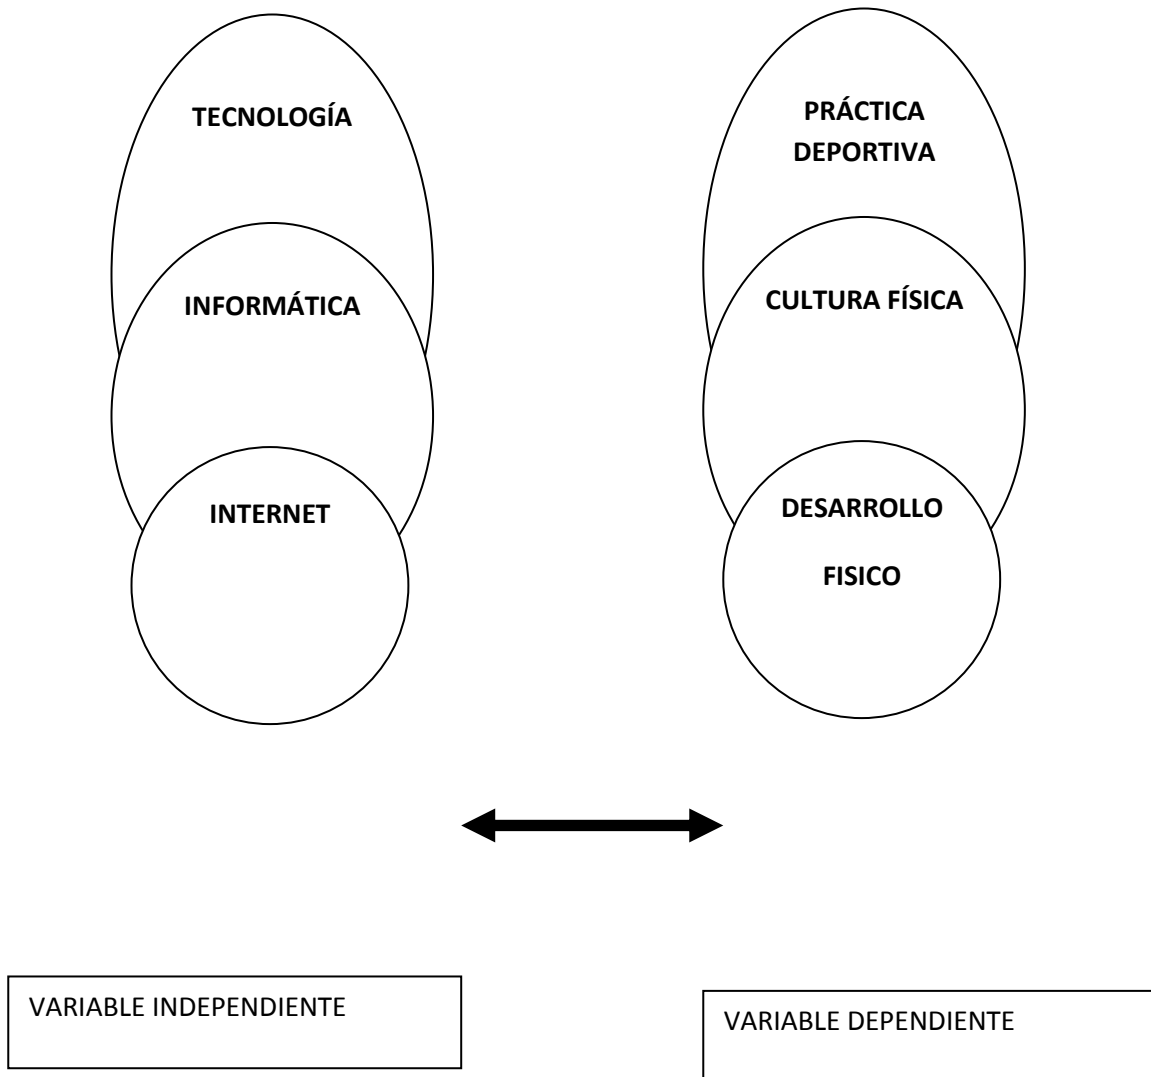 TECNOLOGÍA
INFORMÁTICA
INTERNET
PRÁCTICA
DEPORTIVA
CULTURA FÍSICA
DESARROLLO
FISICO
VARIABLE INDEPENDIENTE
VARIABLE DEPENDIENTE